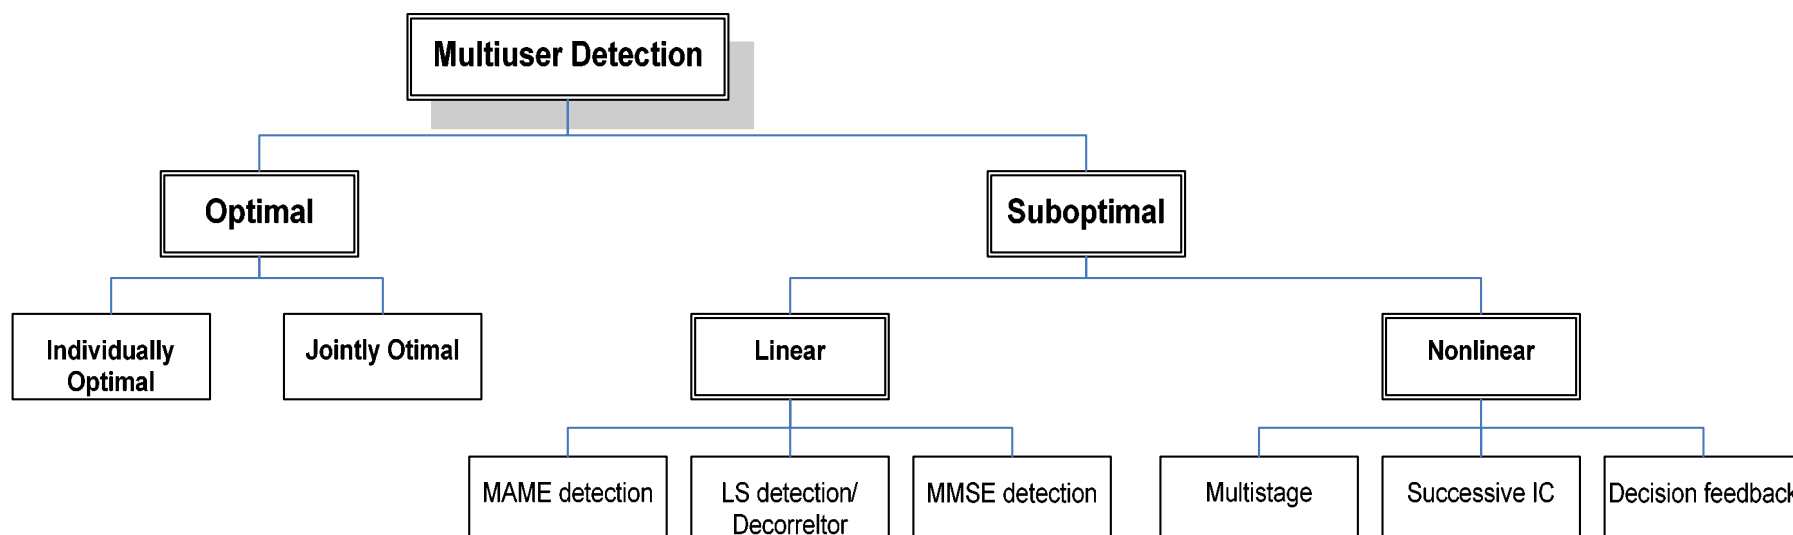 Multiuser Detection
Optimal
Suboptimal
Individually
Optimal
Jointly Otimal
Linear
Nonlinear
MAME detection
LS detection/
Decorreltor
MMSE detection
Multistage
Successive IC
Decision feedback